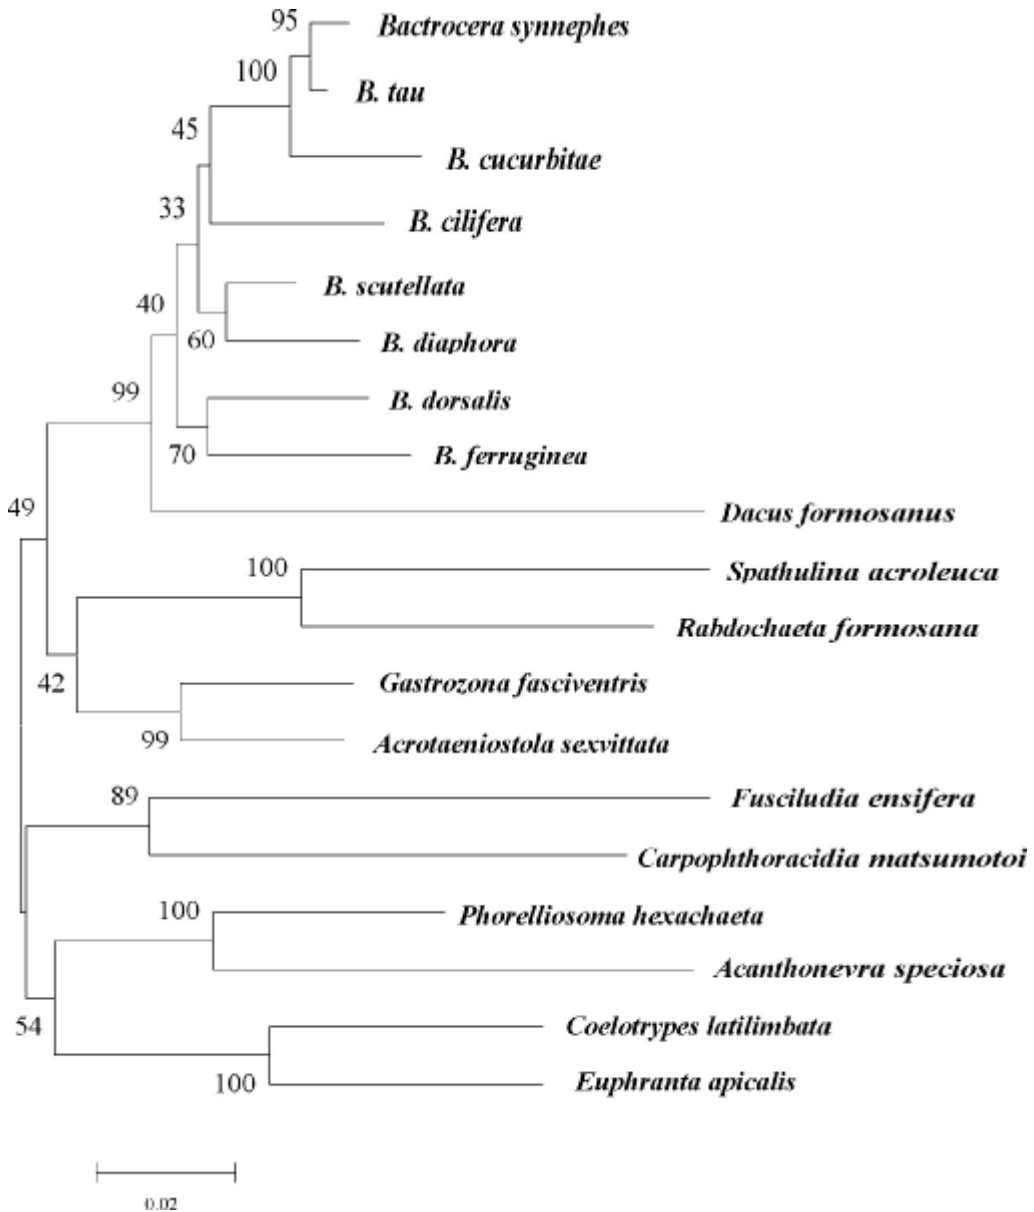 95
Bactrocera synnephes
100
B. tau
45
B. cucurbitae
33
B. cilifera
B. scutellata
40
60
B. diaphora
99
B. dorsalis
70
B. ferruginea
49
Dacus formosanus
100
Spathulina acroleuca
Rabdochaeta formosana
42
Gastrozona fasciventris
99
Acrotaeniostola sexvittata
89
Fusciludia ensifera
Carpophthoracidia matsumotoi
100
Phorelliosoma hexachaeta
Acanthonevra speciosa
54
Coelotrypes latilimbata
100
Euphranta apicalis
0.02